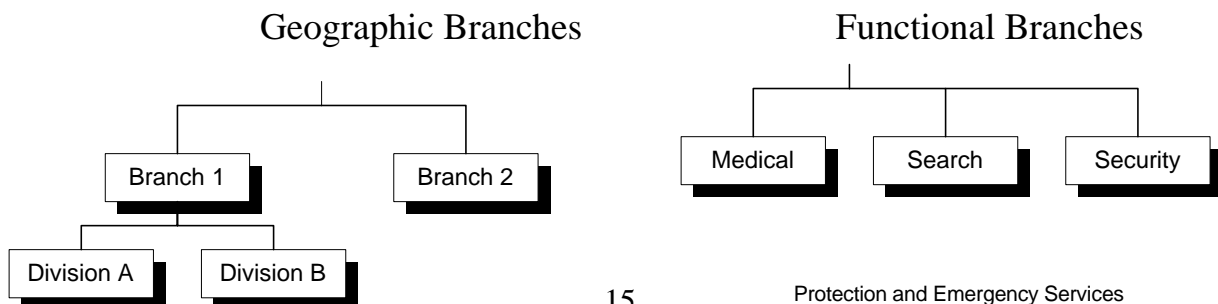 Geographic Branches
Functional Branches
Branch 1
Branch 2
Division A
Division B
Medical
Search
Security
15
Protection and Emergency Services